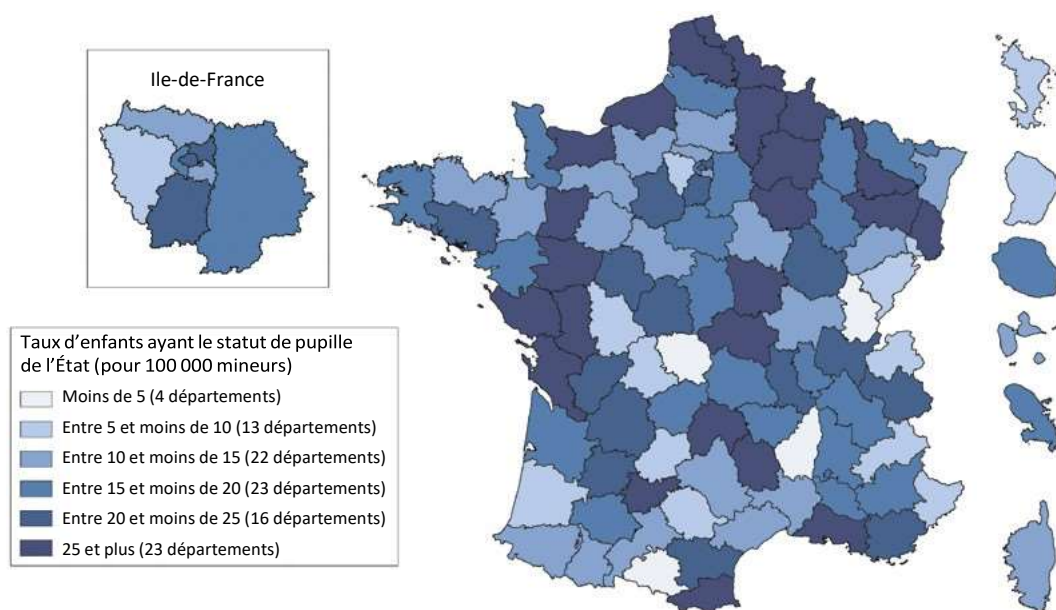 Ile-de-France
Taux d’enfants ayant le statut de pupille
de l’État (pour 100 000 mineurs)
Moins de 5 (4 départements)
Entre 5 et moins de 10 (13 départements)
Entre 10 et moins de 15 (22 départements)
Entre 15 et moins de 20 (23 départements)
Entre 20 et moins de 25 (16 départements)
25 et plus (23 départements)